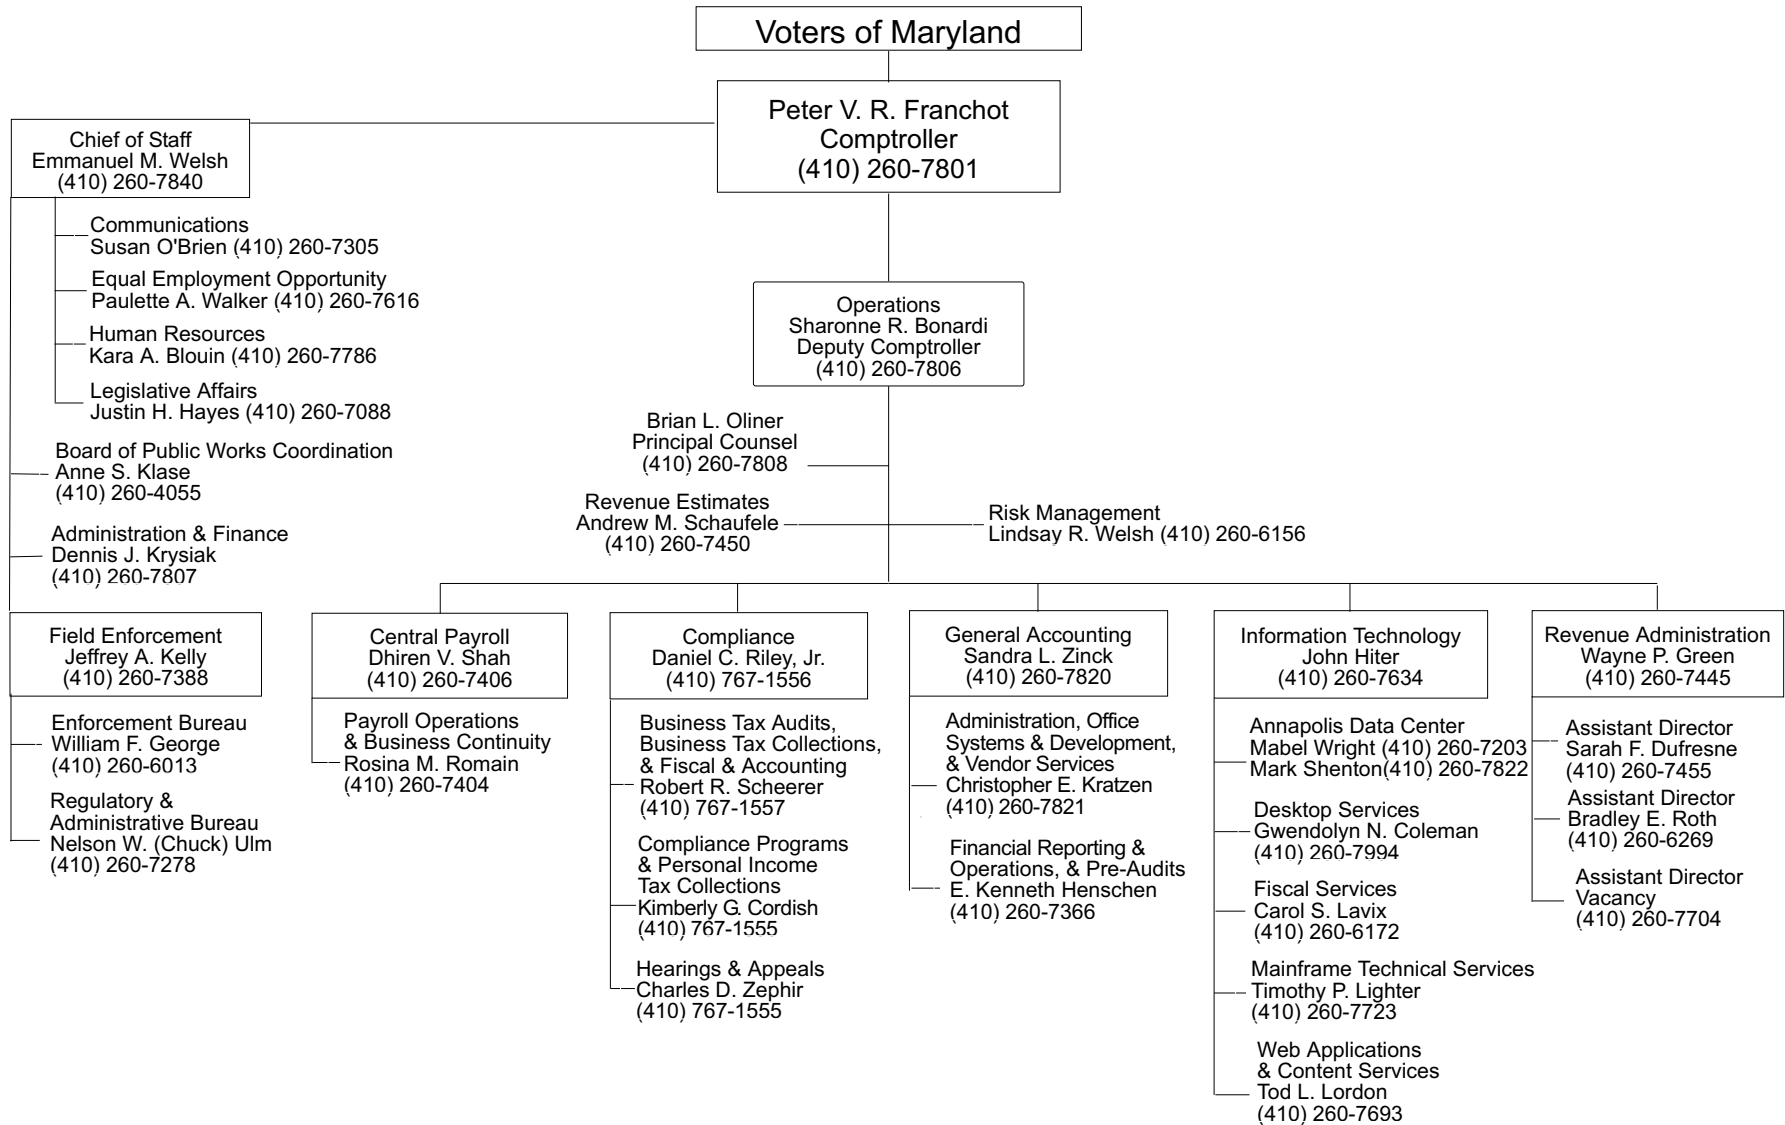 Voters of Maryland
Peter V. R. Franchot
Comptroller
(410) 260-7801
Chief of Staff
Emmanuel M. Welsh
(410) 260-7840
Communications
Susan O'Brien (410) 260-7305
Equal Employment Opportunity
Paulette A. Walker (410) 260-7616
Human Resources
Kara A. Blouin (410) 260-7786
Legislative Affairs
Justin H. Hayes (410) 260-7088
Board of Public Works Coordination
Anne S. Klase
(410) 260-4055
Administration & Finance
Dennis J. Krysiak
(410) 260-7807
Operations
Sharonne R. Bonardi
Deputy Comptroller
(410) 260-7806
Brian L. Oliner
Principal Counsel
(410) 260-7808
Revenue Estimates
Andrew M. Schaufele
(410) 260-7450
Risk Management
Lindsay R. Welsh (410) 260-6156
Field Enforcement
Jeffrey A. Kelly
(410) 260-7388
Enforcement Bureau
William F. George
(410) 260-6013
Regulatory &
Administrative Bureau
Nelson W. (Chuck) Ulm
(410) 260-7278
Central Payroll
Dhiren V. Shah
(410) 260-7406
Payroll Operations
& Business Continuity
Rosina M. Romain
(410) 260-7404
Compliance
Daniel C. Riley, Jr.
(410) 767-1556
Business Tax Audits,
Business Tax Collections,
& Fiscal & Accounting
Robert R. Scheerer
(410) 767-1557
Compliance Programs
& Personal Income
Tax Collections
Kimberly G. Cordish
(410) 767-1555
Hearings & Appeals
Charles D. Zephir
(410) 767-1555
General Accounting
Sandra L. Zinck
(410) 260-7820
Administration, Office
Systems & Development,
& Vendor Services
Christopher E. Kratzen
(410) 260-7821
Financial Reporting &
Operations, & Pre-Audits
E. Kenneth Henschen
(410) 260-7366
Information Technology
John Hiter
(410) 260-7634
Annapolis Data Center
Mabel Wright (410) 260-7203
Mark Shenton(410) 260-7822
Desktop Services
Gwendolyn N. Coleman
(410) 260-7994
Fiscal Services
Carol S. Lavix
(410) 260-6172
Mainframe Technical Services
Timothy P. Lighter
(410) 260-7723
Web Applications
& Content Services
Tod L. Lordon
(410) 260-7693
Revenue Administration
Wayne P. Green
(410) 260-7445
Assistant Director
Sarah F. Dufresne
(410) 260-7455
Assistant Director
Bradley E. Roth
(410) 260-6269
Assistant Director
Vacancy
(410) 260-7704